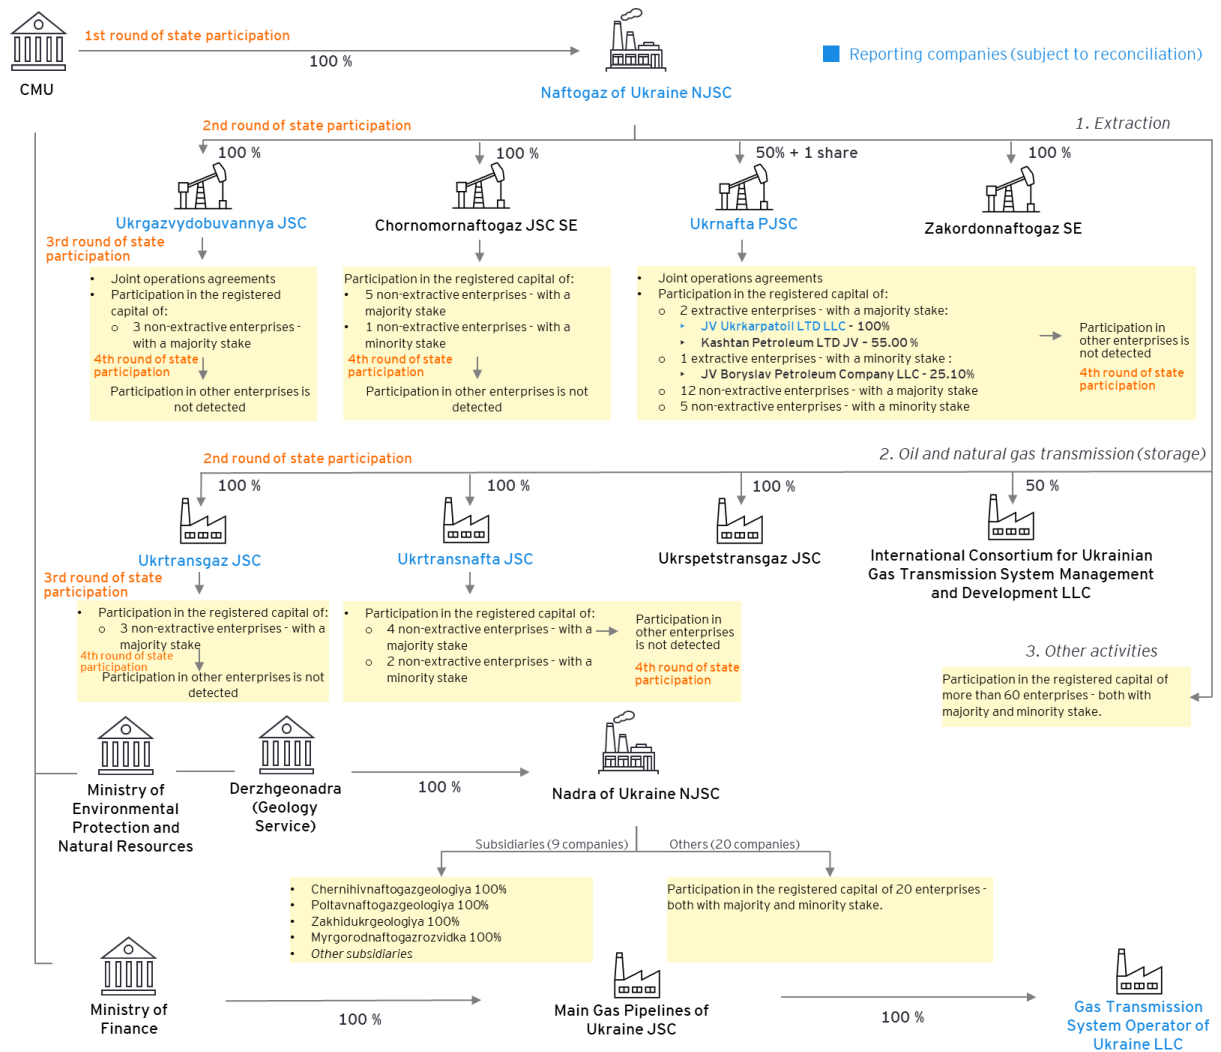 1st round of state participation
100 %
CMU
Naftogaz of Ukraine NJSC
Reporting companies (subject to reconciliation)
2nd round of state participation
1. Extraction
100 %
100 %
50% + 1 share
100 %
Ukrgazvydobuvannya JSC
Chornomornaftogaz JSC SE
Ukrnafta PJSC
Zakordonnaftogaz SE
3rd round of state
participation
• Joint operations agreements
• Participation in the registered
capital of:
o 3 non-extractive enterprises -
with a majority stake
4th round of state
participation
Participation in other enterprises is
not detected
Participation in the registered capital of:
• 5 non-extractive enterprises - with a
majority stake
• 1 non-extractive enterprises - with a
minority stake
4th round of state
participation
Participation in other enterprises is not
detected
• Joint operations agreements
• Participation in the registered capital of:
o 2 extractive enterprises - with a majority stake:
‣ JV Ukrkarpatoil LTD LLC - 100%
‣ Kashtan Petroleum LTD JV – 55.00 %
o 1 extractive enterprises - with a minority stake :
‣ JV Boryslav Petroleum Company LLC - 25.10%
o 12 non-extractive enterprises - with a majority stake
o 5 non-extractive enterprises - with a minority stake
Participation in
other enterprises is
not detected
4th round of state
participation
2nd round of state participation
2. Oil and natural gas transmission (storage)
100 %
100 %
100 %
50 %
Ukrtransgaz JSC
Ukrtransnafta JSC
Ukrspetstransgaz JSC
International Consortium for Ukrainian
Gas Transmission System Management
and Development LLC
3rd round of state
participation
• Participation in the registered capital of:
o 3 non-extractive enterprises - with a
majority stake
4th round of state
participation
Participation in other enterprises is not
detected
• Participation in the registered capital of:
o 4 non-extractive enterprises - with a
majority stake
o 2 non-extractive enterprises - with a
minority stake
Participation in
other enterprises
is not detected
4th round of state
participation
3. Other activities
Participation in the registered capital of
more than 60 enterprises - both with
majority and minority stake.
Ministry of
Environmental
Protection and
Natural Resources
Derzhgeonadra
(Geology
Service)
100 %
Nadra of Ukraine NJSC
Subsidiaries (9 companies)
Others (20 companies)
• Chernihivnaftogazgeologiya 100%
• Poltavnaftogazgeologiya 100%
• Zakhidukrgeologiya 100%
• Myrgorodnaftogazrozvidka 100%
• Other subsidiaries
Participation in the registered capital of 20 enterprises -
both with majority and minority stake.
Ministry of
Finance
100 %
Main Gas Pipelines of
Ukraine JSC
100 %
Gas Transmission
System Operator of
Ukraine LLC